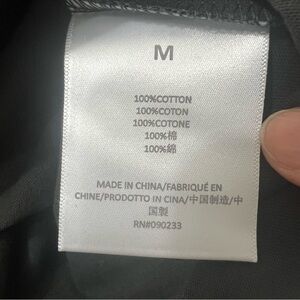 M
100%COTTON
100%COTON
100%COTONE
100%棉
100%綿
MADE IN CHINA/FABRIQUÉ EN
CHINE/PRODOTTO IN CINA/中国制造/中
国製
RN#090233